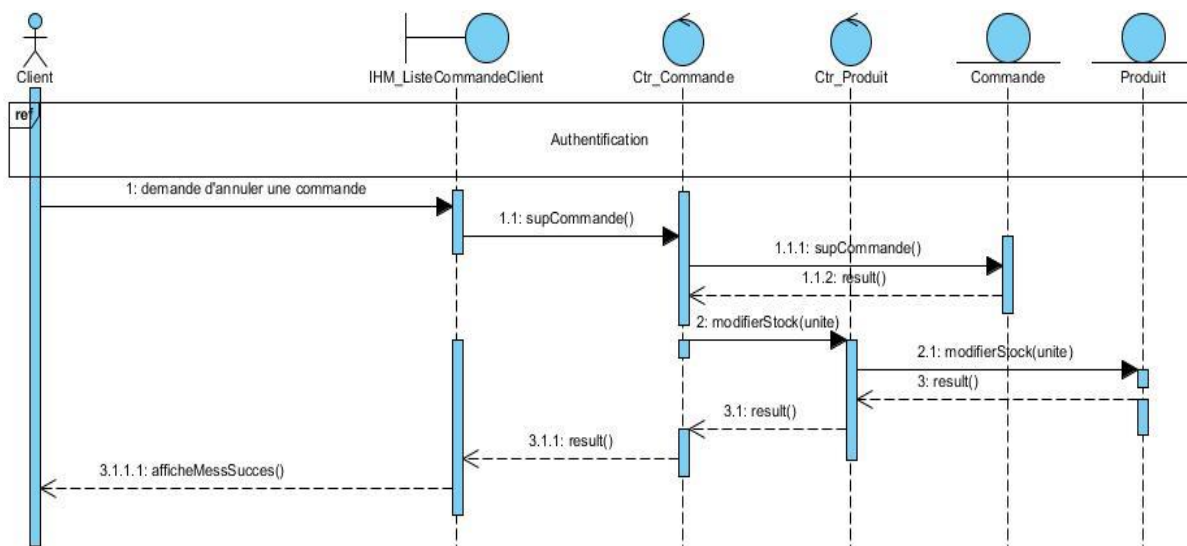 Client
IHM_ListeCommandeClient
Ctr_Commande
Ctr_Produit
Commande
Produit
ref
Authentification
1: demande d'annuler une commande
1.1: supCommande()
1.1.1: supCommande()
1.1.2: result()
2: modifierStock(unite)
2.1: modifierStock(unite)
3: result()
3.1: result()
3.1.1: result()
3.1.1.1: afficheMessSucces()